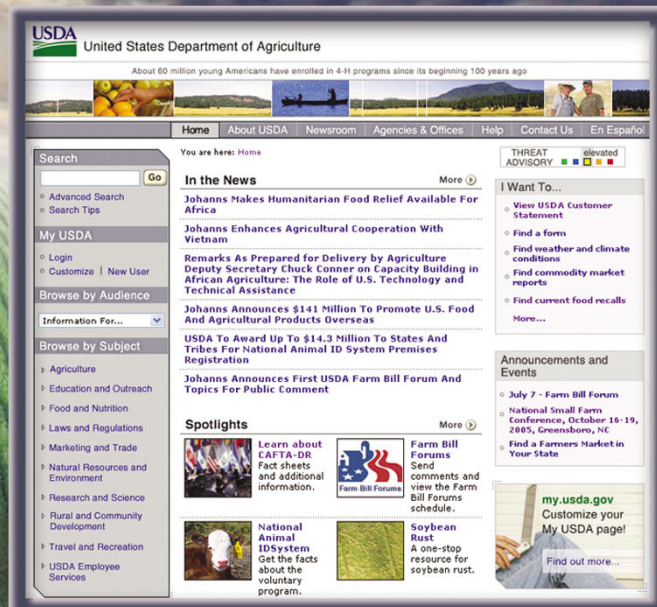 USDA
United States Department of Agriculture
About 60 million young Americans have enrolled in 4-H programs since its beginning 100 years ago
Home
About USDA
Newsroom
Agencies & Offices
Help
Contact Us
En Español
Search
Go
Advanced Search
Search Tips
My USDA
Login
Customize | New User
Browse by Audience
Information For...
Browse by Subject
Agriculture
Education and Outreach
Food and Nutrition
Laws and Regulations
Marketing and Trade
Natural Resources and
Environment
Research and Science
Rural and Community
Development
Travel and Recreation
USDA Employee
Services
You are here: Home
In the News
More
Johanns Makes Humanitarian Food Relief Available For
Africa
Johanns Enhances Agricultural Cooperation With
Vietnam
Remarks As Prepared for Delivery by Agriculture
Deputy Secretary Chuck Conner on Capacity Building in
African Agriculture: The Role of U.S. Technology and
Technical Assistance
Johanns Announces $141 Million To Promote U.S. Food
And Agricultural Products Overseas
USDA To Award Up To $14.3 Million To States And
Tribes For National Animal ID System Premises
Registration
Johanns Announces First USDA Farm Bill Forum And
Topics For Public Comment
Spotlights
More
Learn about
CAFTA-DR
Fact sheets
and additional
information.
Farm Bill Forums
Farm Bill
Forums
Send
comments and
view the Farm
Bill Forums
schedule.
National
Animal
IDSystem
Get the facts
about the
voluntary
program.
Soybean
Rust
A one-stop
resource for
soybean rust.
THREAT elevated
ADVISORY
I Want To...
View USDA Customer
Statement
Find a form
Find weather and climate
conditions
Find commodity market
reports
Find current food recalls
More...
Announcements and
Events
July 7 - Farm Bill Forum
National Small Farm
Conference, October 16-19,
2005, Greensboro, NC
Find a Farmers Market in
Your State
my.usda.gov
Customize your
My USDA page!
Find out more...